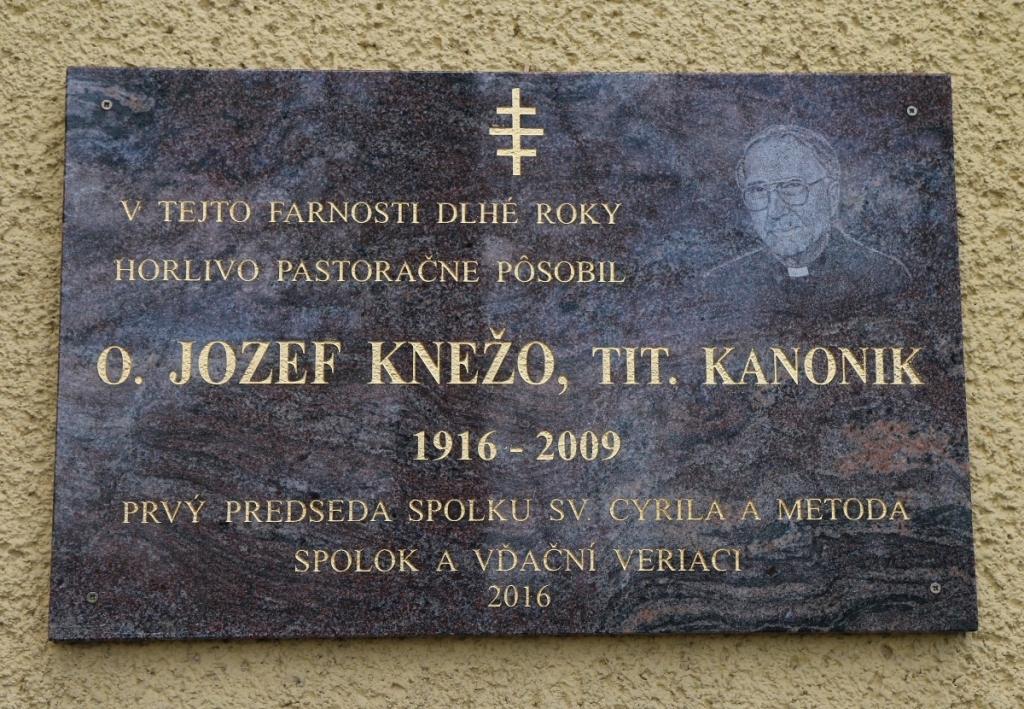 V TEJTO FARNOSTI DLHÉ ROKY
HORLIVO PASTORAČNE PÔSOBIL
O. JOZEF KNEŽO, TIT. KANONIK
1916 - 2009
PRVÝ PREDSEDA SPOLKU SV. CYRILA A METODA
SPOLOK A VĎAČNÍ VERIACI
2016